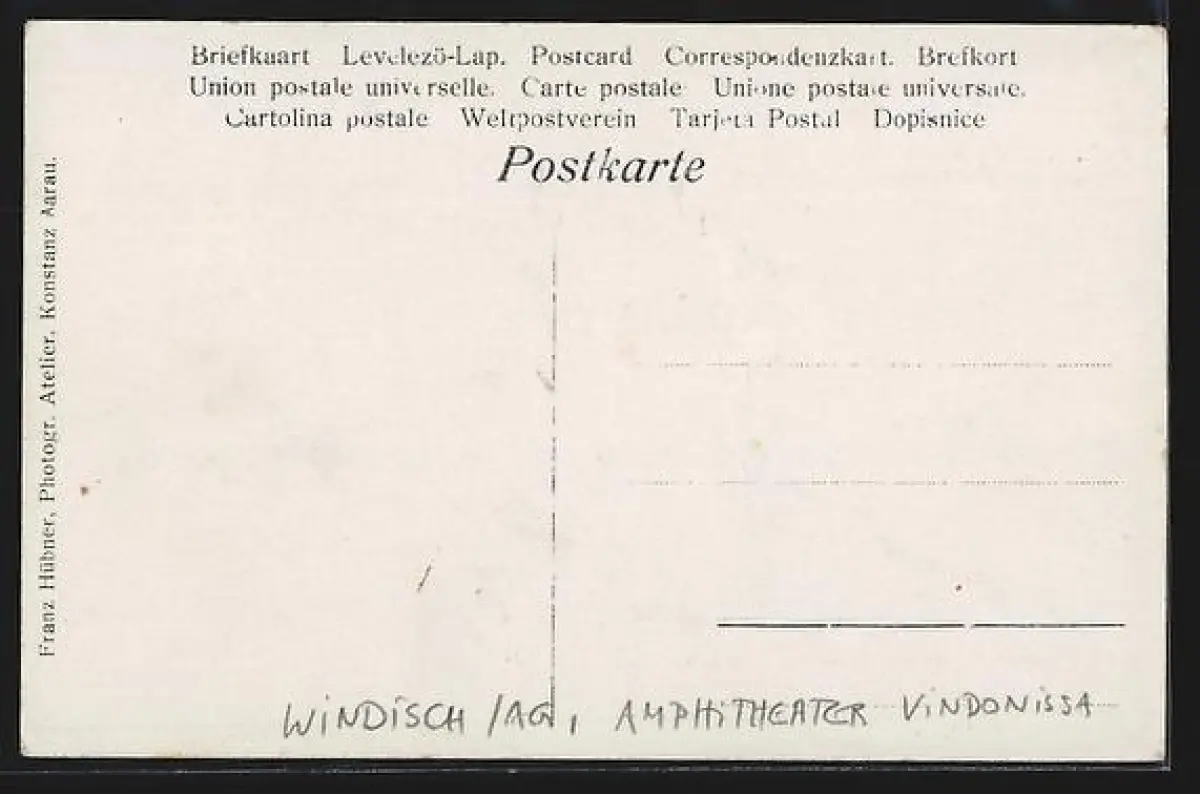 Briefkaart Levelezö-Lap. Postcard Correspondenzkart. Brefkort
Union postale universelle. Carte postale Unione postale universale.
Cartolina postale Weltpostverein Tarjeta Postal Dopisnice
Postkarte
Franz Hübner, Photogr. Atelier, Konstanz Aarau.
WINDISCH /AG, AMPHITHEATER VINDONISSA